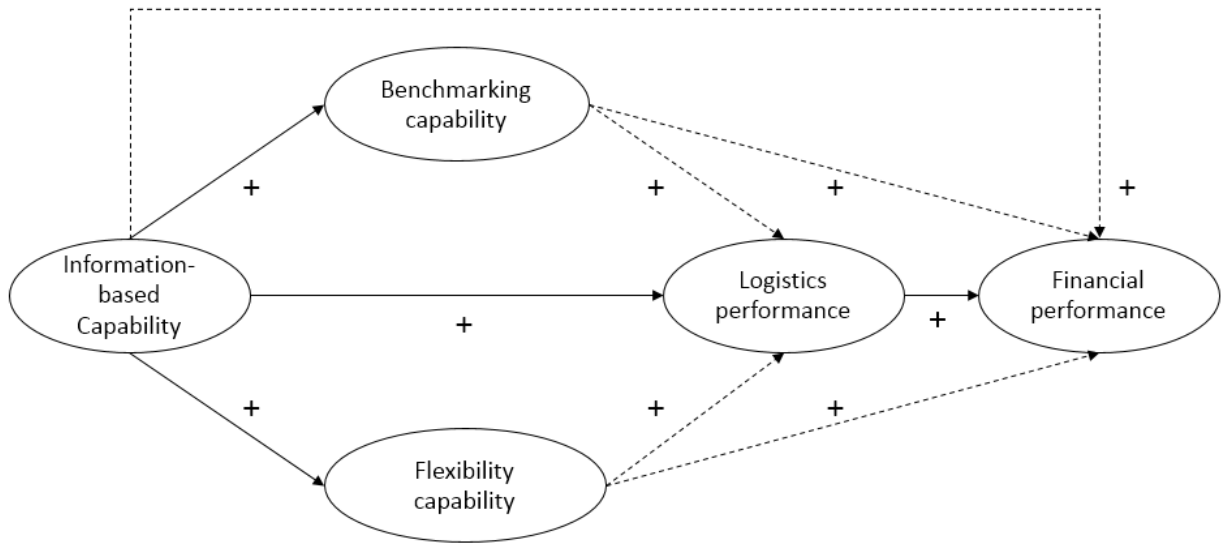 Benchmarking
capability
+
+
+
+
Information-
based
Capability
Logistics
performance
Financial
performance
+
+
+
+
+
Flexibility
capability